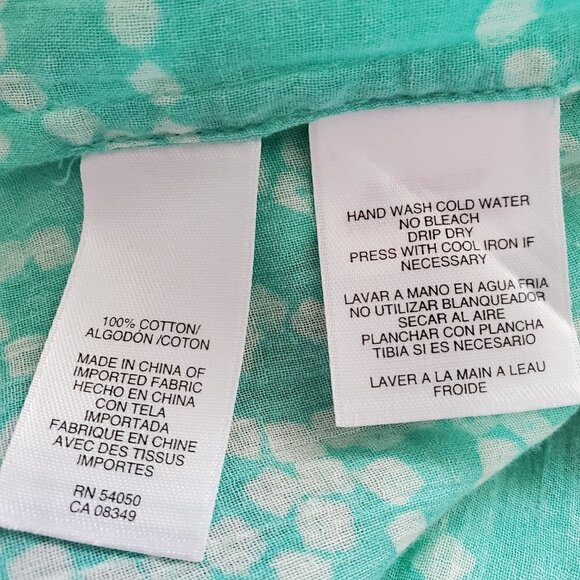 100% COTTON/
ALGODÓN /COTON
MADE IN CHINA OF
IMPORTED FABRIC
HECHO EN CHINA
CON TELA
IMPORTADA
FABRIQUE EN CHINE
AVEC DES TISSUS
IMPORTES
RN 54050
CA 08349
HAND WASH COLD WATER
NO BLEACH
DRIP DRY
PRESS WITH COOL IRON IF
NECESSARY
LAVAR A MANO EN AGUA FRIA
NO UTILIZAR BLANQUEADOR
SECAR AL AIRE
PLANCHAR CON PLANCHA
TIBIA SI ES NECESARIO
LAVER A LA MAIN A LEAU
FROIDE